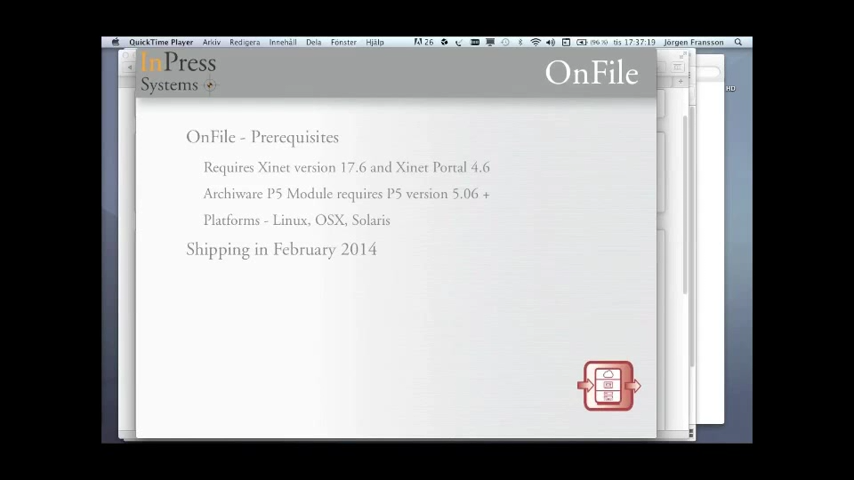 QuickTime Player Arkiv Redigera Innehåll Dela Fönster Hjälp 26 tis 17:37:19 Jörgen Fransson
InPress
Systems
OnFile
HD
OnFile - Prerequisites
Requires Xinet version 17.6 and Xinet Portal 4.6
Archiware P5 Module requires P5 version 5.06 +
Platforms - Linux, OSX, Solaris
Shipping in February 2014